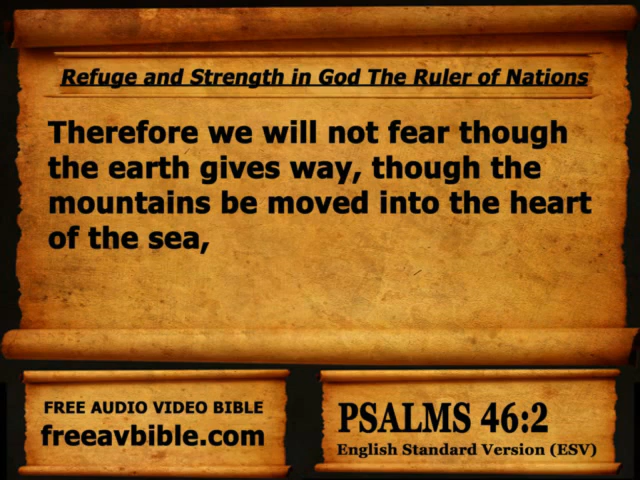 Refuge and Strength in God The Ruler of Nations
Therefore we will not fear though
the earth gives way, though the
mountains be moved into the heart
of the sea,
FREE AUDIO VIDEO BIBLE
freeavbible.com
PSALMS 46:2
English Standard Version (ESV)